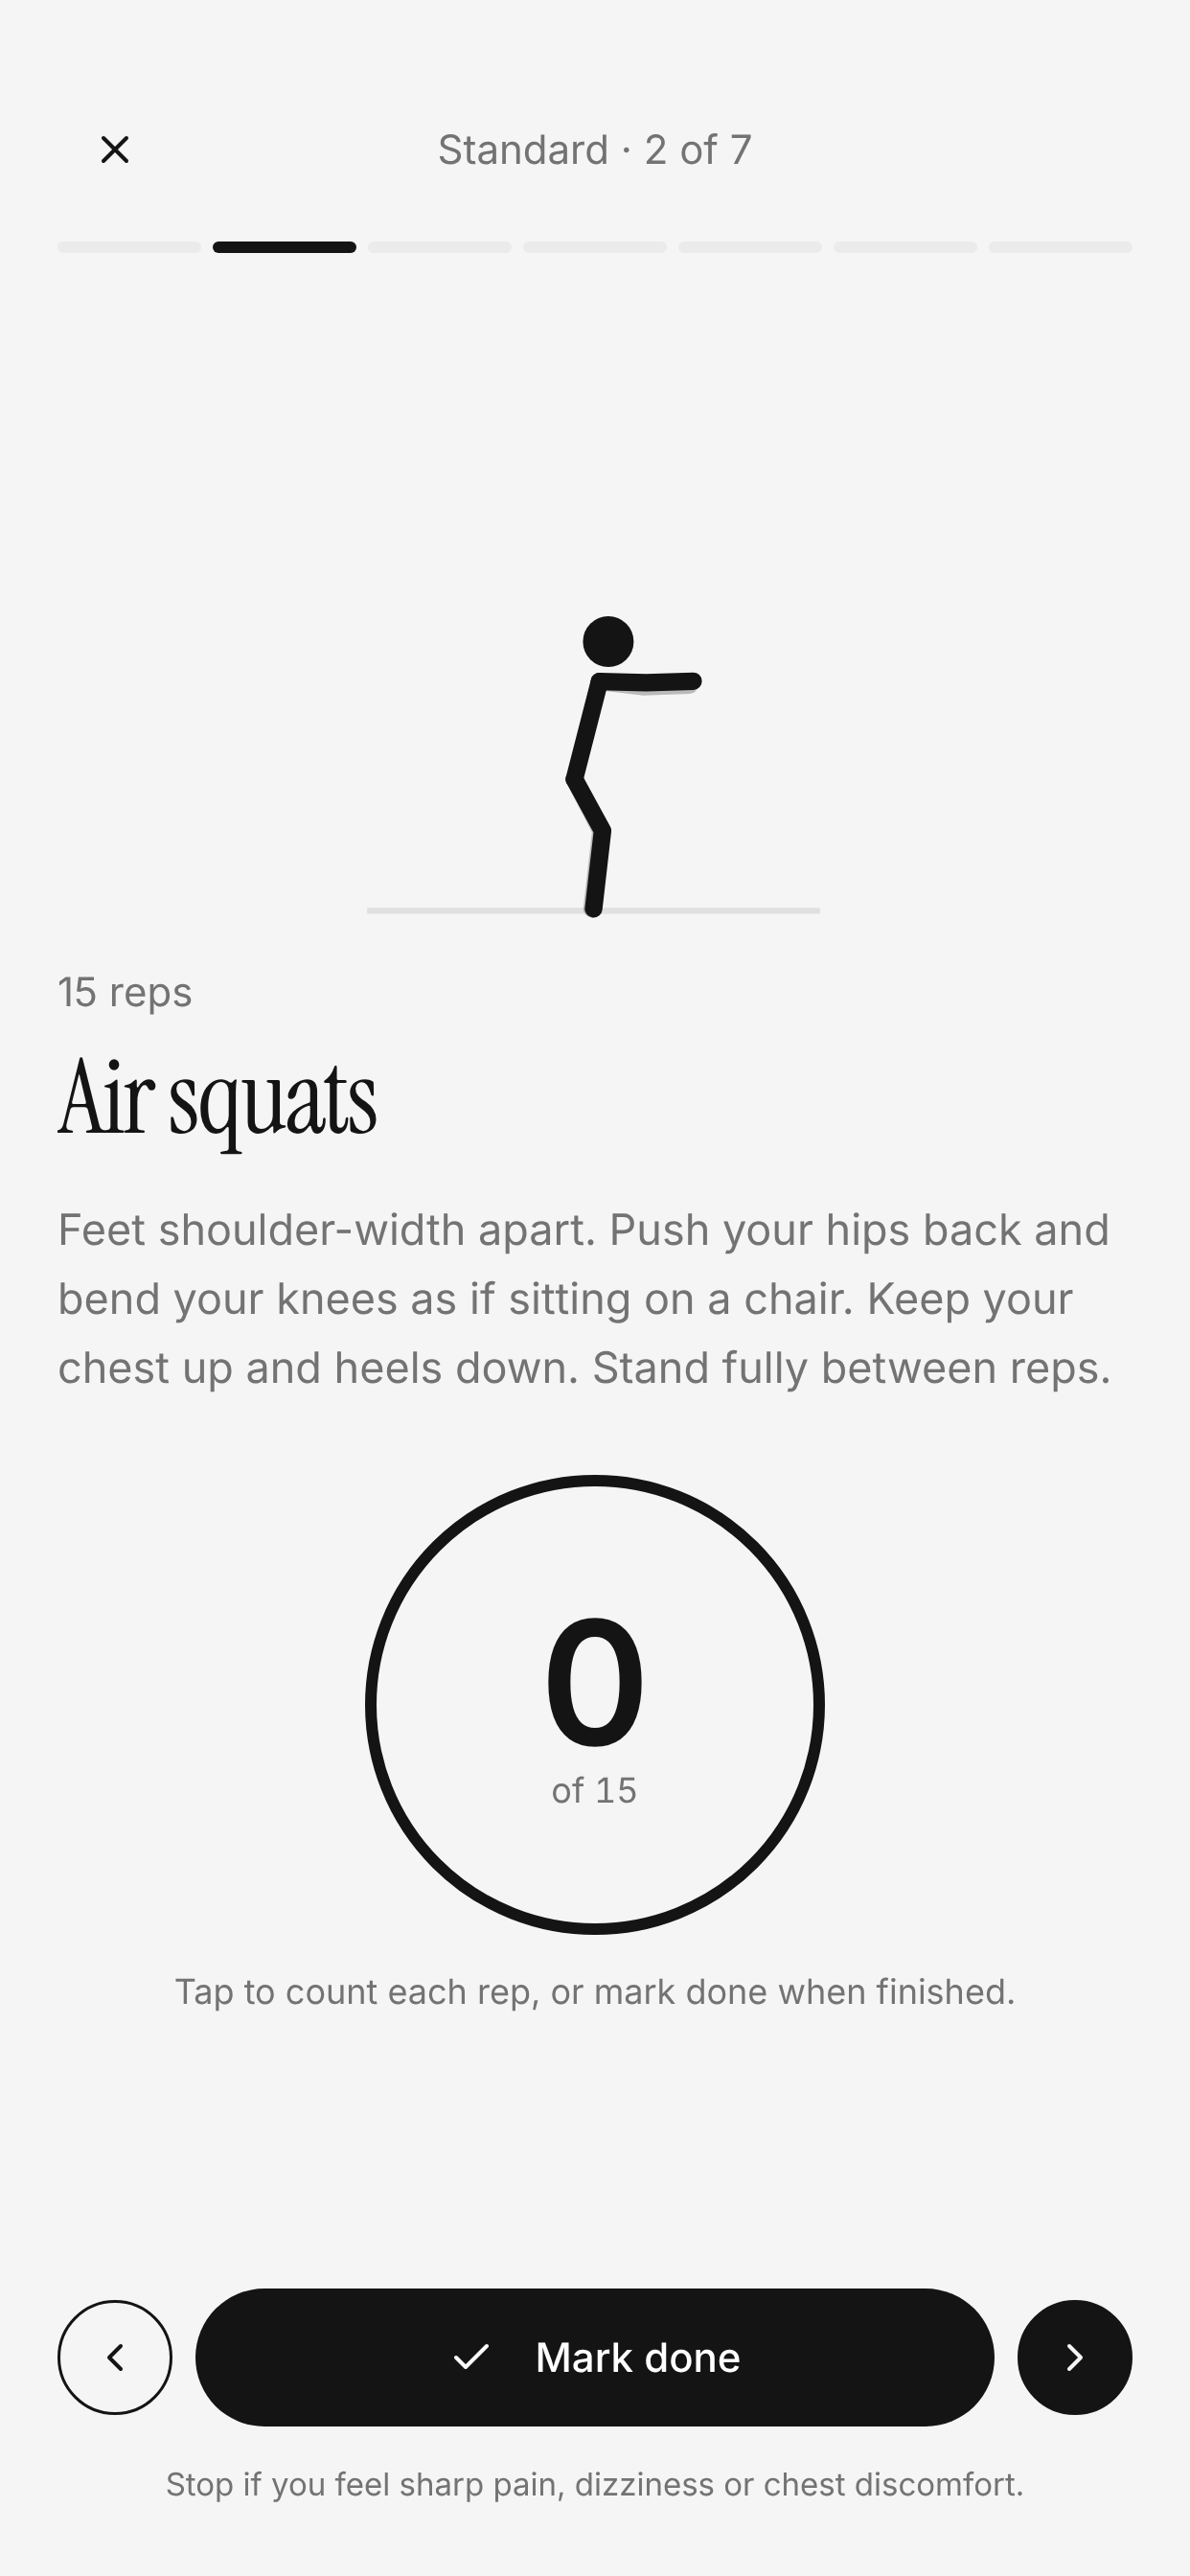 Standard · 2 of 7
15 reps
Air squats
Feet shoulder-width apart. Push your hips back and
bend your knees as if sitting on a chair. Keep your
chest up and heels down. Stand fully between reps.
0
of 15
Tap to count each rep, or mark done when finished.
Mark done
Stop if you feel sharp pain, dizziness or chest discomfort.